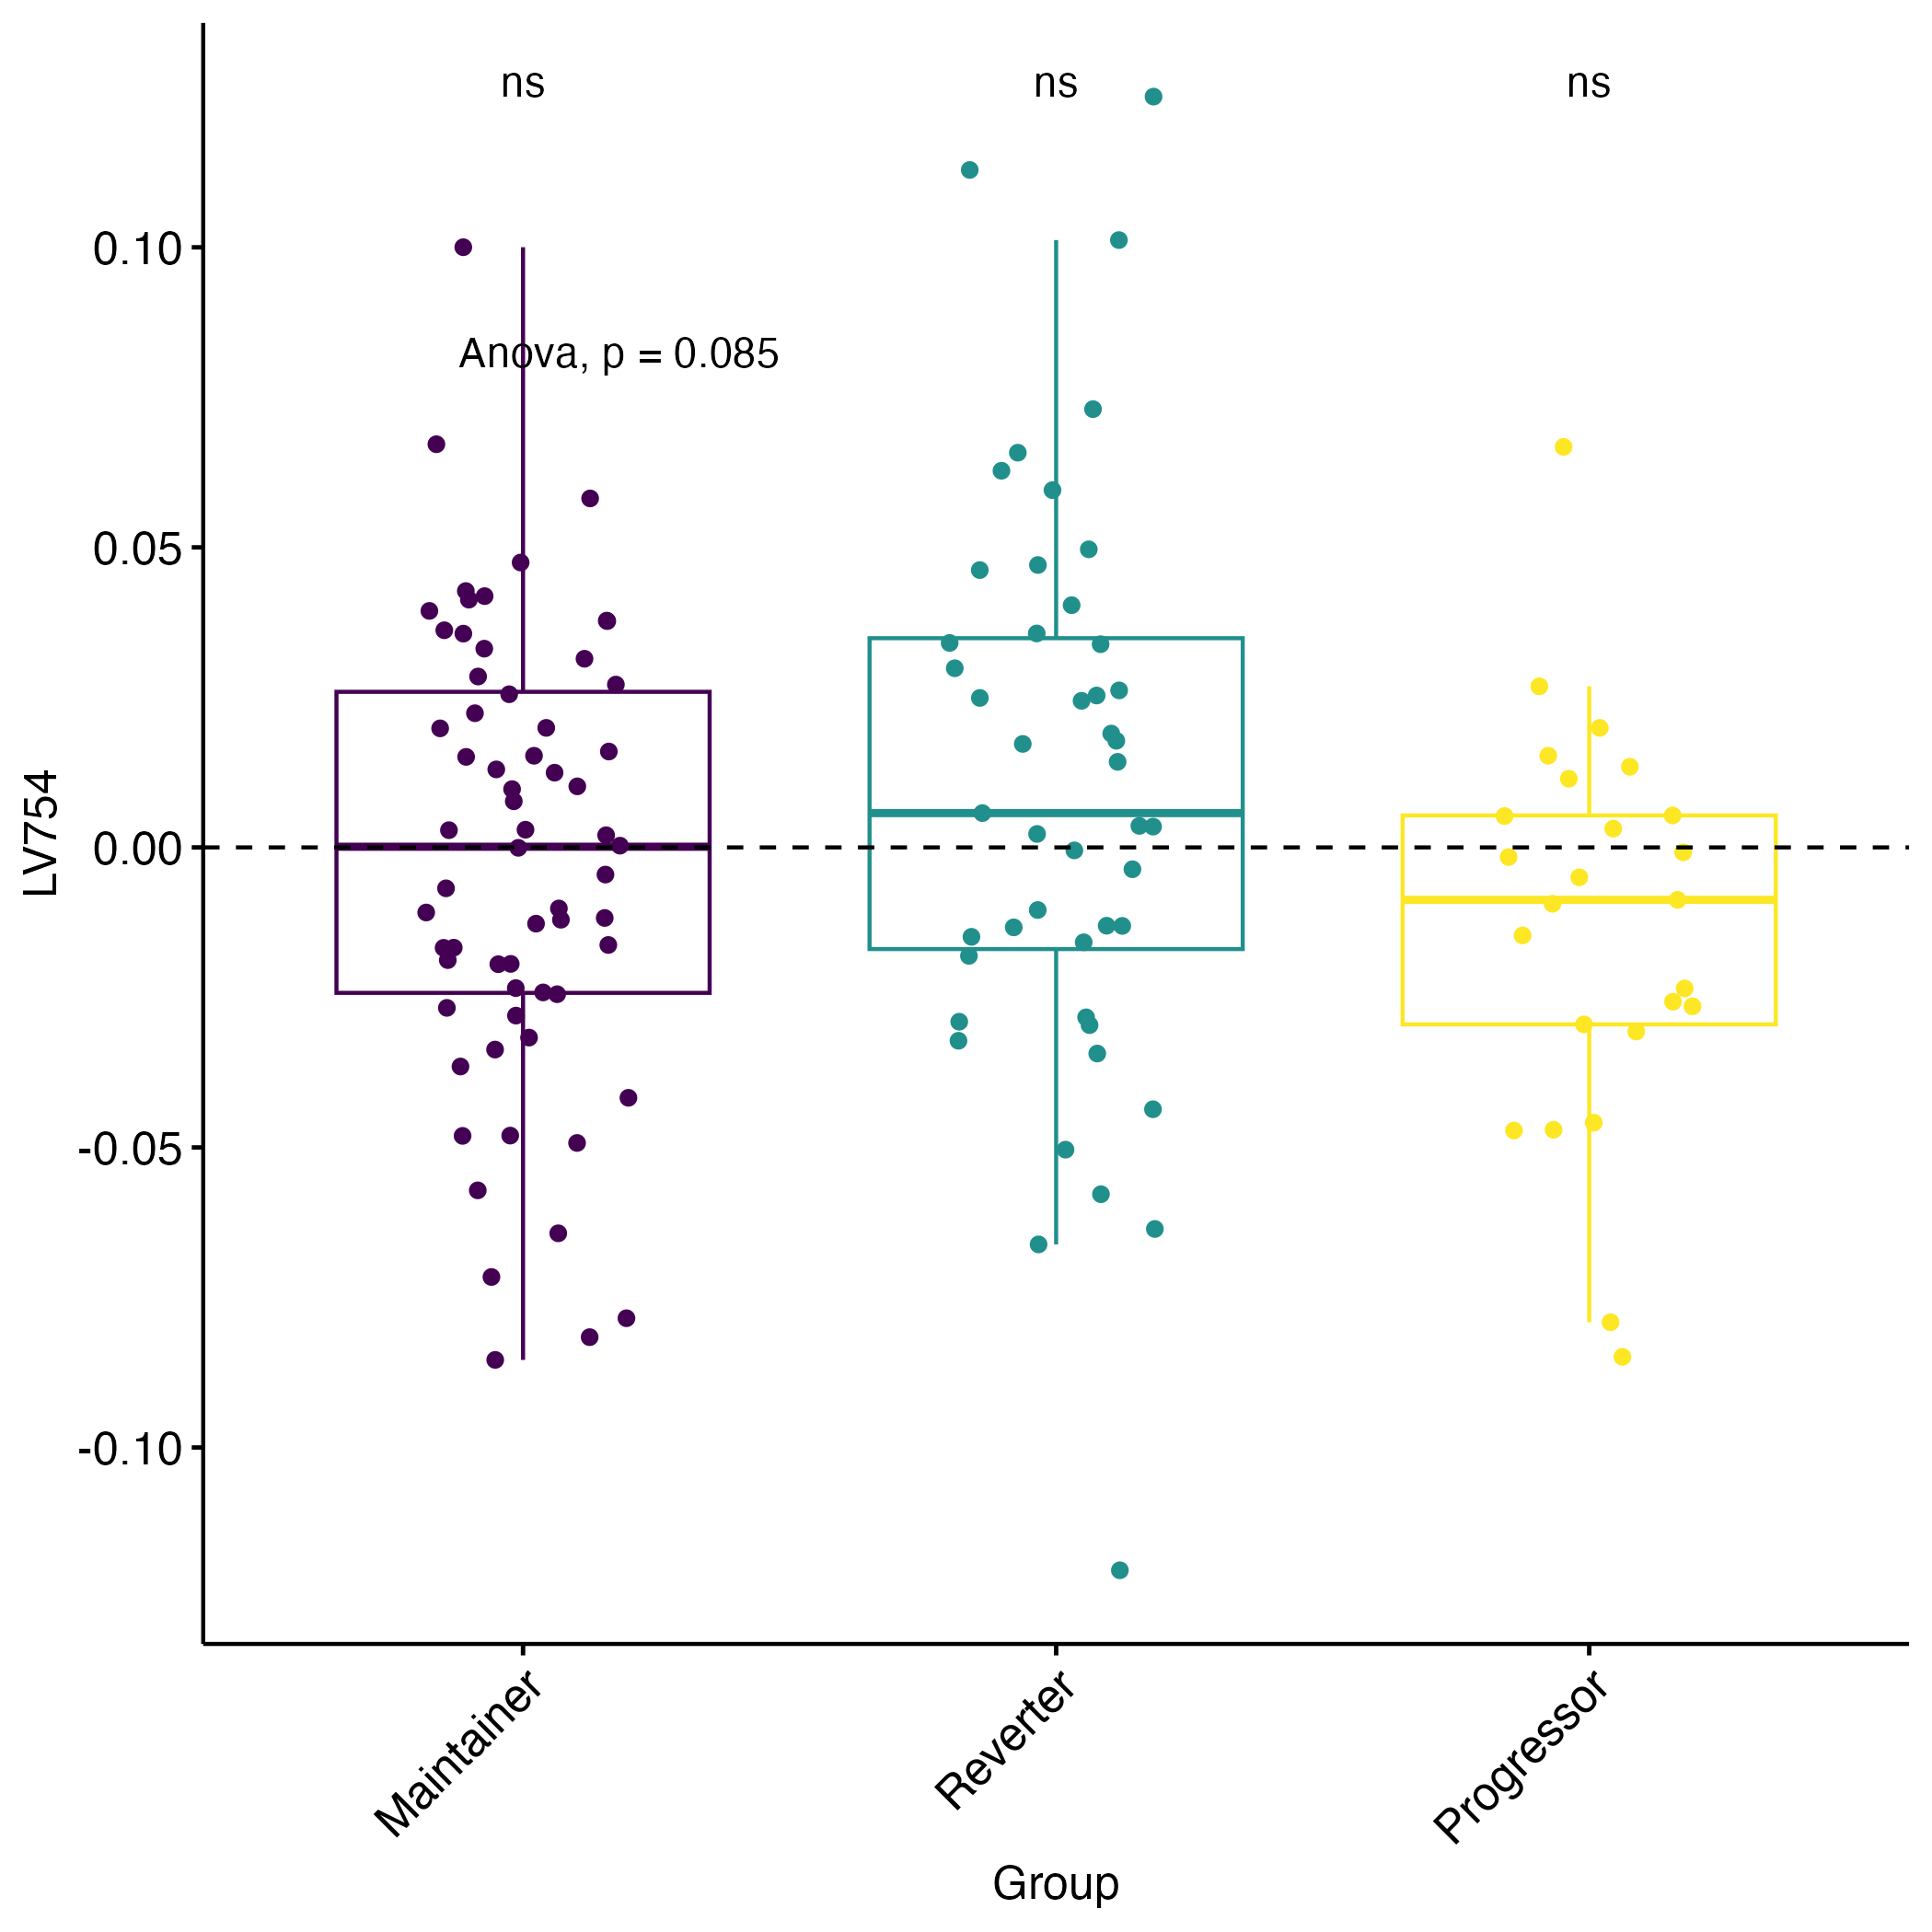 ns ns ns
0.10
Anova, p = 0.085
0.05
LV754
0.00
-0.05
-0.10
Maintainer Reverter Progressor
Group